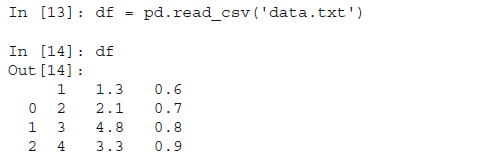 In [13]: df = pd.read_csv('data.txt')
In [14]: df
Out[14]:
1 1.3 0.6
0 2 2.1 0.7
1 3 4.8 0.8
2 4 3.3 0.9